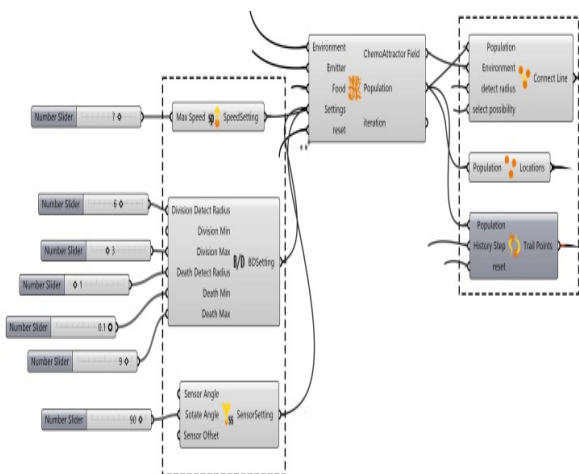 Environment
Emitter
Food
Settings
reset
ChemoAttractor Field
Population
iteration
Population
Environment
detect radius
select possibility
Connect Line
Number Slider 7
Max Speed SP SpeedSetting
Population Locations
Number Slider 6
Number Slider 3
Number Slider 1
Number Slider 0.1
Number Slider 9
Division Detect Radius
Division Min
Division Max
Death Detect Radius
Death Min
Death Max
B/D BDSetting
Population
History Step
reset
Trail Points
Number Slider 90
Sensor Angle
Sotate Angle
Sensor Offset
SS SensorSetting